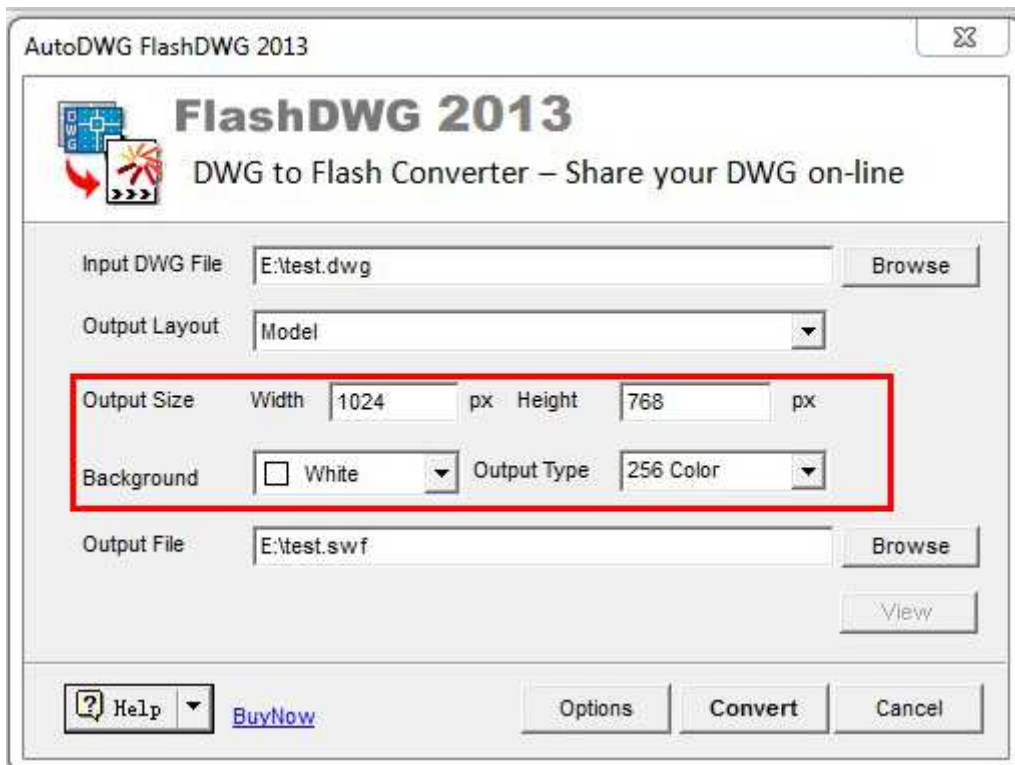 AutoDWG FlashDWG 2013
DWG
FlashDWG 2013
DWG to Flash Converter – Share your DWG on-line
Input DWG File E:\test.dwg Browse
Output Layout Model
Output Size Width 1024 px Height 768 px
Background White Output Type 256 Color
Output File E:\test.swf Browse
View
Help BuyNow Options Convert Cancel